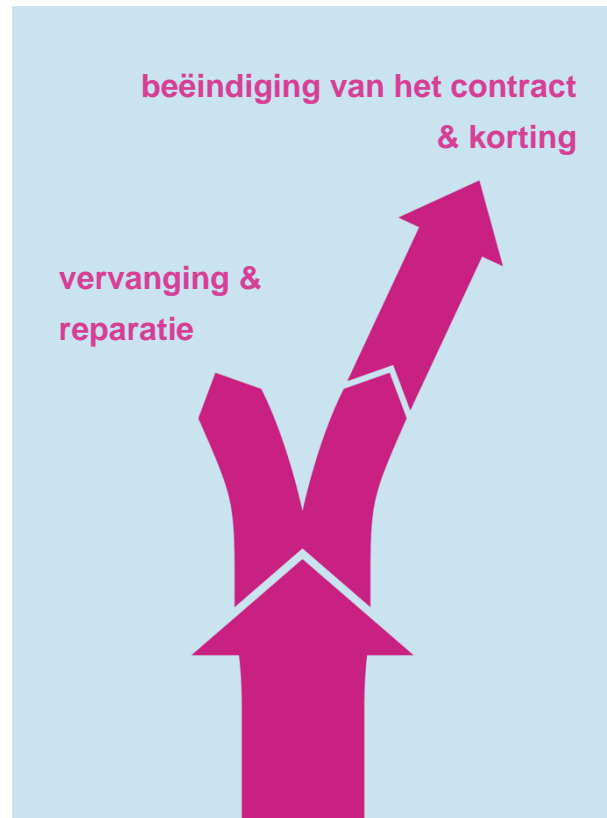 beëindiging van het contract
& korting
vervanging &
reparatie